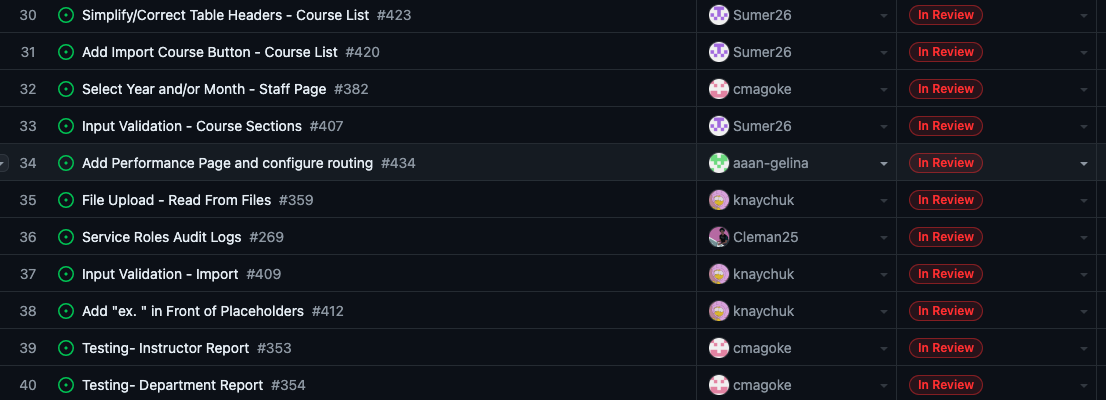 30 Simplify/Correct Table Headers - Course List #423 Sumer26 In Review
31 Add Import Course Button - Course List #420 Sumer26 In Review
32 Select Year and/or Month - Staff Page #382 cmagoke In Review
33 Input Validation - Course Sections #407 Sumer26 In Review
34 Add Performance Page and configure routing #434 aaan-gelina In Review
35 File Upload - Read From Files #359 knaychuk In Review
36 Service Roles Audit Logs #269 Cleman25 In Review
37 Input Validation - Import #409 knaychuk In Review
38 Add "ex. " in Front of Placeholders #412 knaychuk In Review
39 Testing- Instructor Report #353 cmagoke In Review
40 Testing- Department Report #354 cmagoke In Review